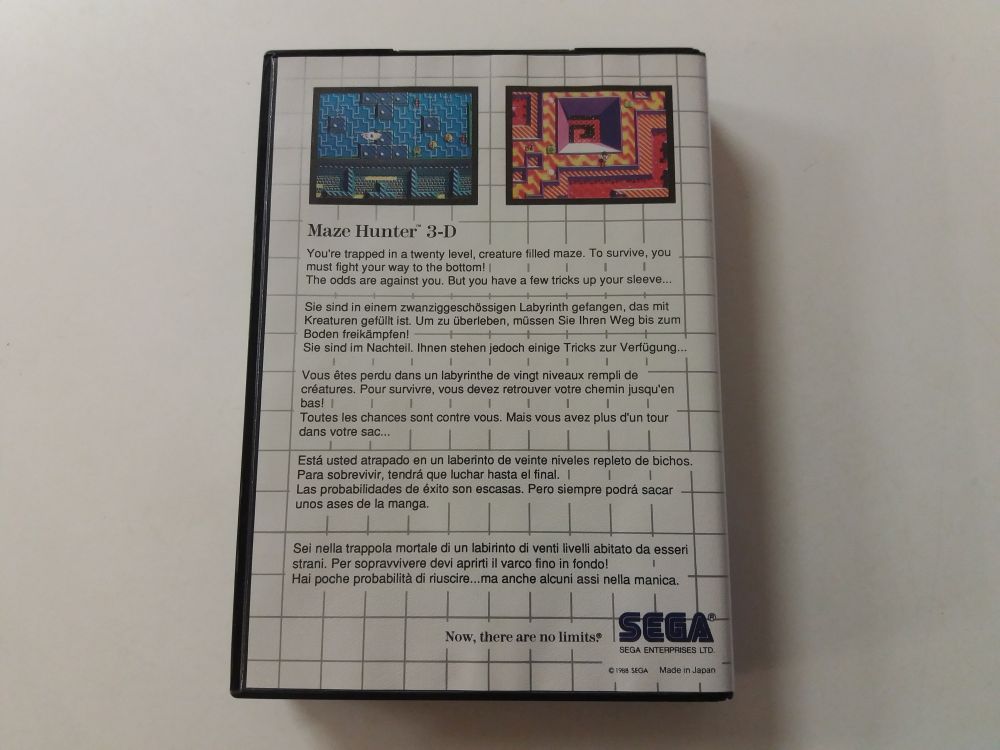 Maze Hunter™ 3-D
You're trapped in a twenty level, creature filled maze. To survive, you
must fight your way to the bottom!
The odds are against you. But you have a few tricks up your sleeve...
Sie sind in einem zwanziggeschössigen Labyrinth gefangen, das mit
Kreaturen gefüllt ist. Um zu überleben, müssen Sie Ihren Weg bis zum
Boden freikämpfen!
Sie sind im Nachteil. Ihnen stehen jedoch einige Tricks zur Verfügung...
Vous êtes perdu dans un labyrinthe de vingt niveaux rempli de
créatures. Pour survivre, vous devez retrouver votre chemin jusqu'en
bas!
Toutes les chances sont contre vous. Mais vous avez plus d'un tour
dans votre sac...
Está usted atrapado en un laberinto de veinte niveles repleto de bichos.
Para sobrevivir, tendrá que luchar hasta el final.
Las probabilidades de éxito son escasas. Pero siempre podrá sacar
unos ases de la manga.
Sei nella trappola mortale di un labirinto di venti livelli abitato da esseri
strani. Per sopravvivere devi aprirti il varco fino in fondo!
Hai poche probabilità di riuscire...ma anche alcuni assi nella manica.
Now, there are no limits.®
SEGA®
SEGA ENTERPRISES LTD.
©1988 SEGA Made in Japan